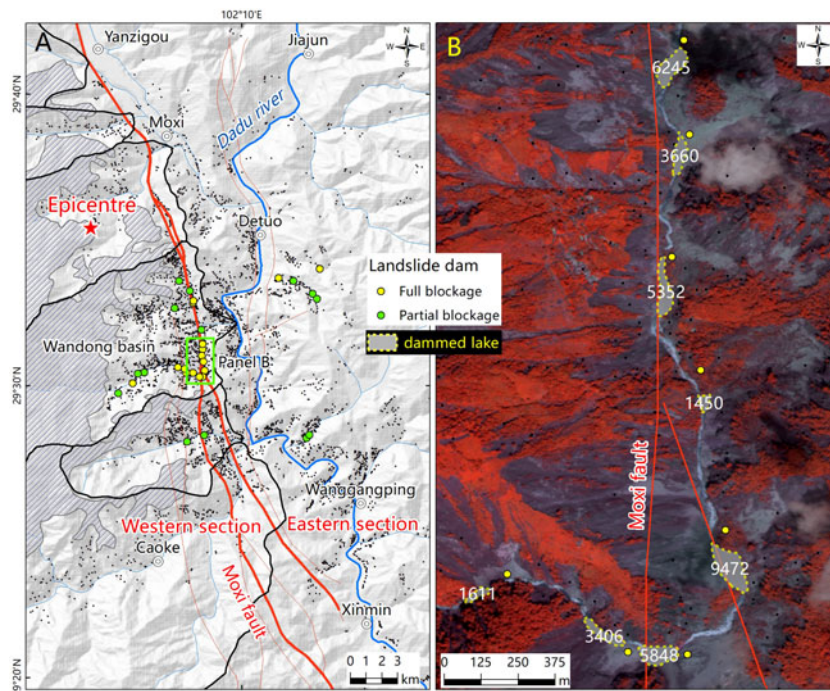 102°10'E
A
Yanzigou
Jiajun
N
W E
S
29°40'N
Moxi
Dadu river
Epicentre
Detuo
Landslide dam
Full blockage
Partial blockage
dammed lake
Wandong basin
Panel B
29°30'N
Wanggangping
Western section
Eastern section
Caoke
Moxi fault
Xinmin
9°20'N
0 1 2 3
km
B
N
W E
S
6245
3660
5352
1450
Moxi fault
9472
1611
3406
5848
0 125 250 375
m